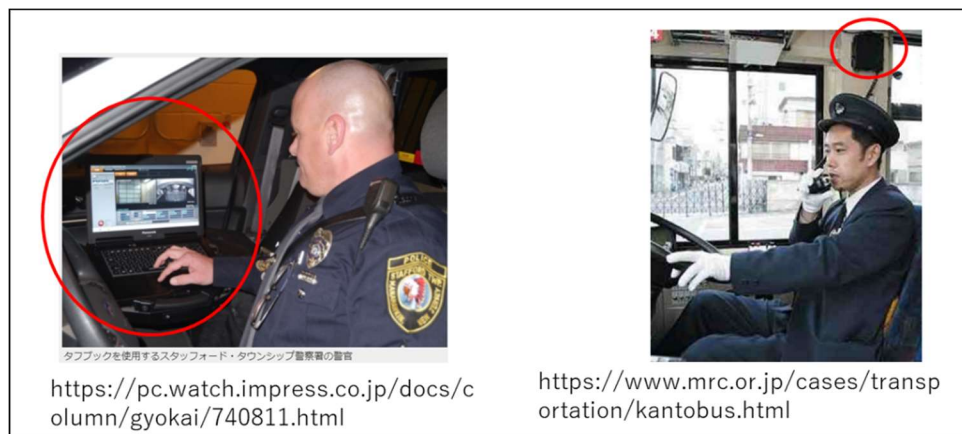 POLICE
タフブックを使用するスタッフォード・タウンシップ警察署の警官
https://pc.watch.impress.co.jp/docs/c
olumn/gyokai/740811.html
https://www.mrc.or.jp/cases/transp
ortation/kantobus.html